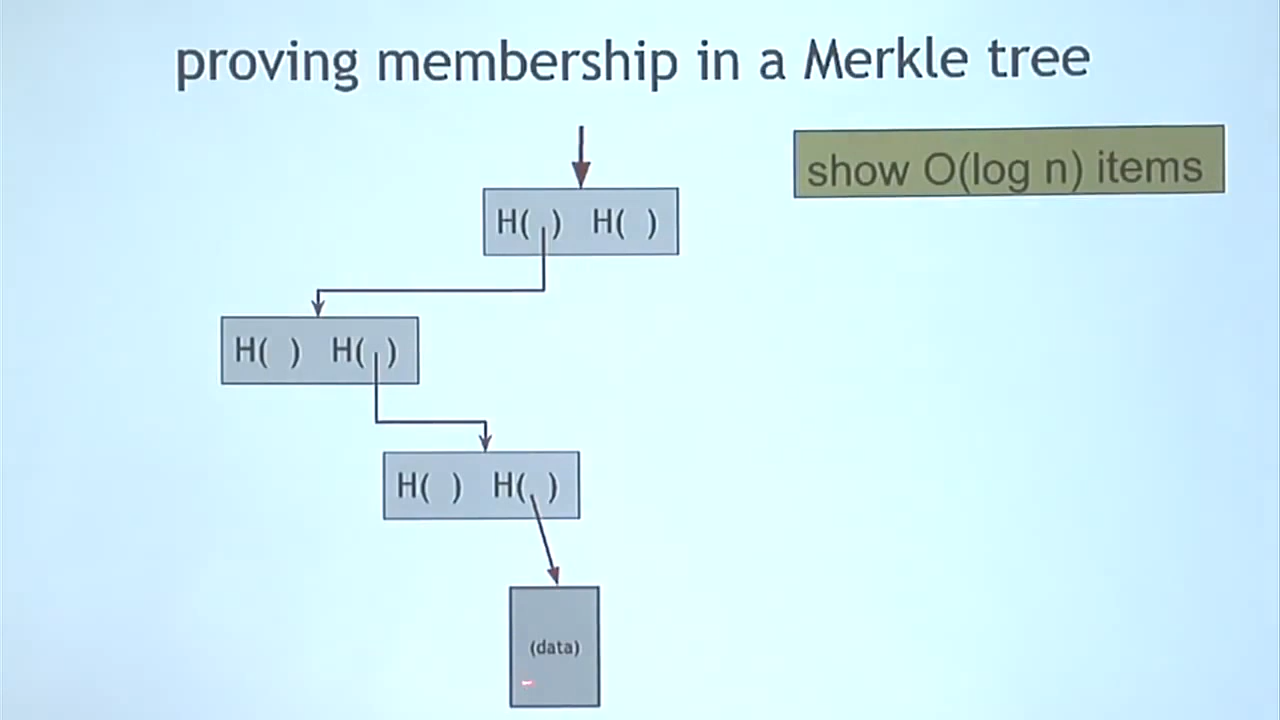 proving membership in a Merkle tree
show O(log n) items
H( ) H( )
H( ) H( )
H( ) H( )
(data)